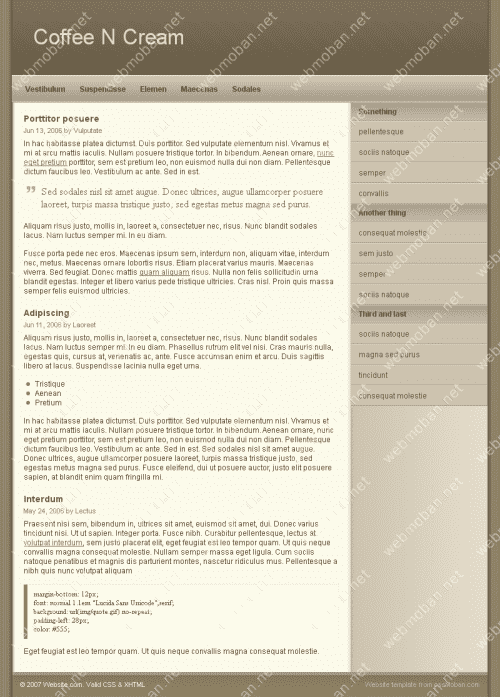 Coffee N Cream
Vestibulum Suspendisse Elemen Maecenas Sodales
Porttitor posuere
Jun 13, 2006 by Vulputate
In hac habitasse platea dictumst. Duis porttitor. Sed vulputate elementum nisl. Vivamus et
mi at arcu mattis iaculis. Nullam posuere tristique tortor. In bibendum. Aenean ornare, nunc
eget pretium porttitor, sem est pretium leo, non euismod nulla dui non diam. Pellentesque
dictum faucibus leo. Vestibulum ac ante. Sed in est.
Sed sodales nisl sit amet augue. Donec ultrices, augue ullamcorper posuere
laoreet, turpis massa tristique justo, sed egestas metus magna sed purus.
Aliquam risus justo, mollis in, laoreet a, consectetuer nec, risus. Nunc blandit sodales
lacus. Nam luctus semper mi. In eu diam.
Fusce porta pede nec eros. Maecenas ipsum sem, interdum non, aliquam vitae, interdum
nec, metus. Maecenas ornare lobortis risus. Etiam placerat varius mauris. Maecenas
viverra. Sed feugiat. Donec mattis quam aliquam risus. Nulla non felis sollicitudin urna
blandit egestas. Integer et libero varius pede tristique ultricies. Cras nisl. Proin quis massa
semper felis euismod ultricies.
Adipiscing
Jun 11, 2006 by Laoreet
Aliquam risus justo, mollis in, laoreet a, consectetuer nec, risus. Nunc blandit sodales
lacus. Nam luctus semper mi. In eu diam. Phasellus rutrum elit vel nisi. Cras mauris nulla,
egestas quis, cursus at, venenatis ac, ante. Fusce accumsan enim et arcu. Duis sagittis
libero at lacus. Suspendisse lacinia nulla eget urna.
Tristique
Aenean
Pretium
In hac habitasse platea dictumst. Duis porttitor. Sed vulputate elementum nisl. Vivamus et
mi at arcu mattis iaculis. Nullam posuere tristique tortor. In bibendum. Aenean ornare, nunc
eget pretium porttitor, sem est pretium leo, non euismod nulla dui non diam. Pellentesque
dictum faucibus leo. Vestibulum ac ante. Sed in est. Sed sodales nisl sit amet augue.
Donec ultrices, augue ullamcorper posuere laoreet, turpis massa tristique justo, sed
egestas metus magna sed purus. Fusce eleifend, dui ut posuere auctor, justo elit posuere
sapien, at blandit enim quam fringilla mi.
Interdum
May 24, 2006 by Lectus
Praesent nisi sem, bibendum in, ultrices sit amet, euismod sit amet, dui. Donec varius
tincidunt nisi. Ut ut sapien. Integer porta. Fusce nibh. Curabitur pellentesque, lectus at
volutpat interdum, sem justo placerat elit, eget feugiat est leo tempor quam. Ut quis neque
convallis magna consequat molestie. Nullam semper massa eget ligula. Cum sociis
natoque penatibus et magnis dis parturient montes, nascetur ridiculus mus. Pellentesque a
nibh quis nunc volutpat aliquam
margin-bottom: 12px;
font: normal 1.1em "Lucida Sans Unicode",serif;
background: url(img/quote.gif) no-repeat;
padding-left: 28px;
color: #555;
Eget feugiat est leo tempor quam. Ut quis neque convallis magna consequat molestie.
Something
pellentesque
sociis natoque
semper
convallis
Another thing
consequat molestie
sem justo
semper
sociis natoque
Third and last
sociis natoque
magna sed purus
tincidunt
consequat molestie
© 2007 Website.com. Valid CSS & XHTML
Website template from
webmoban.net